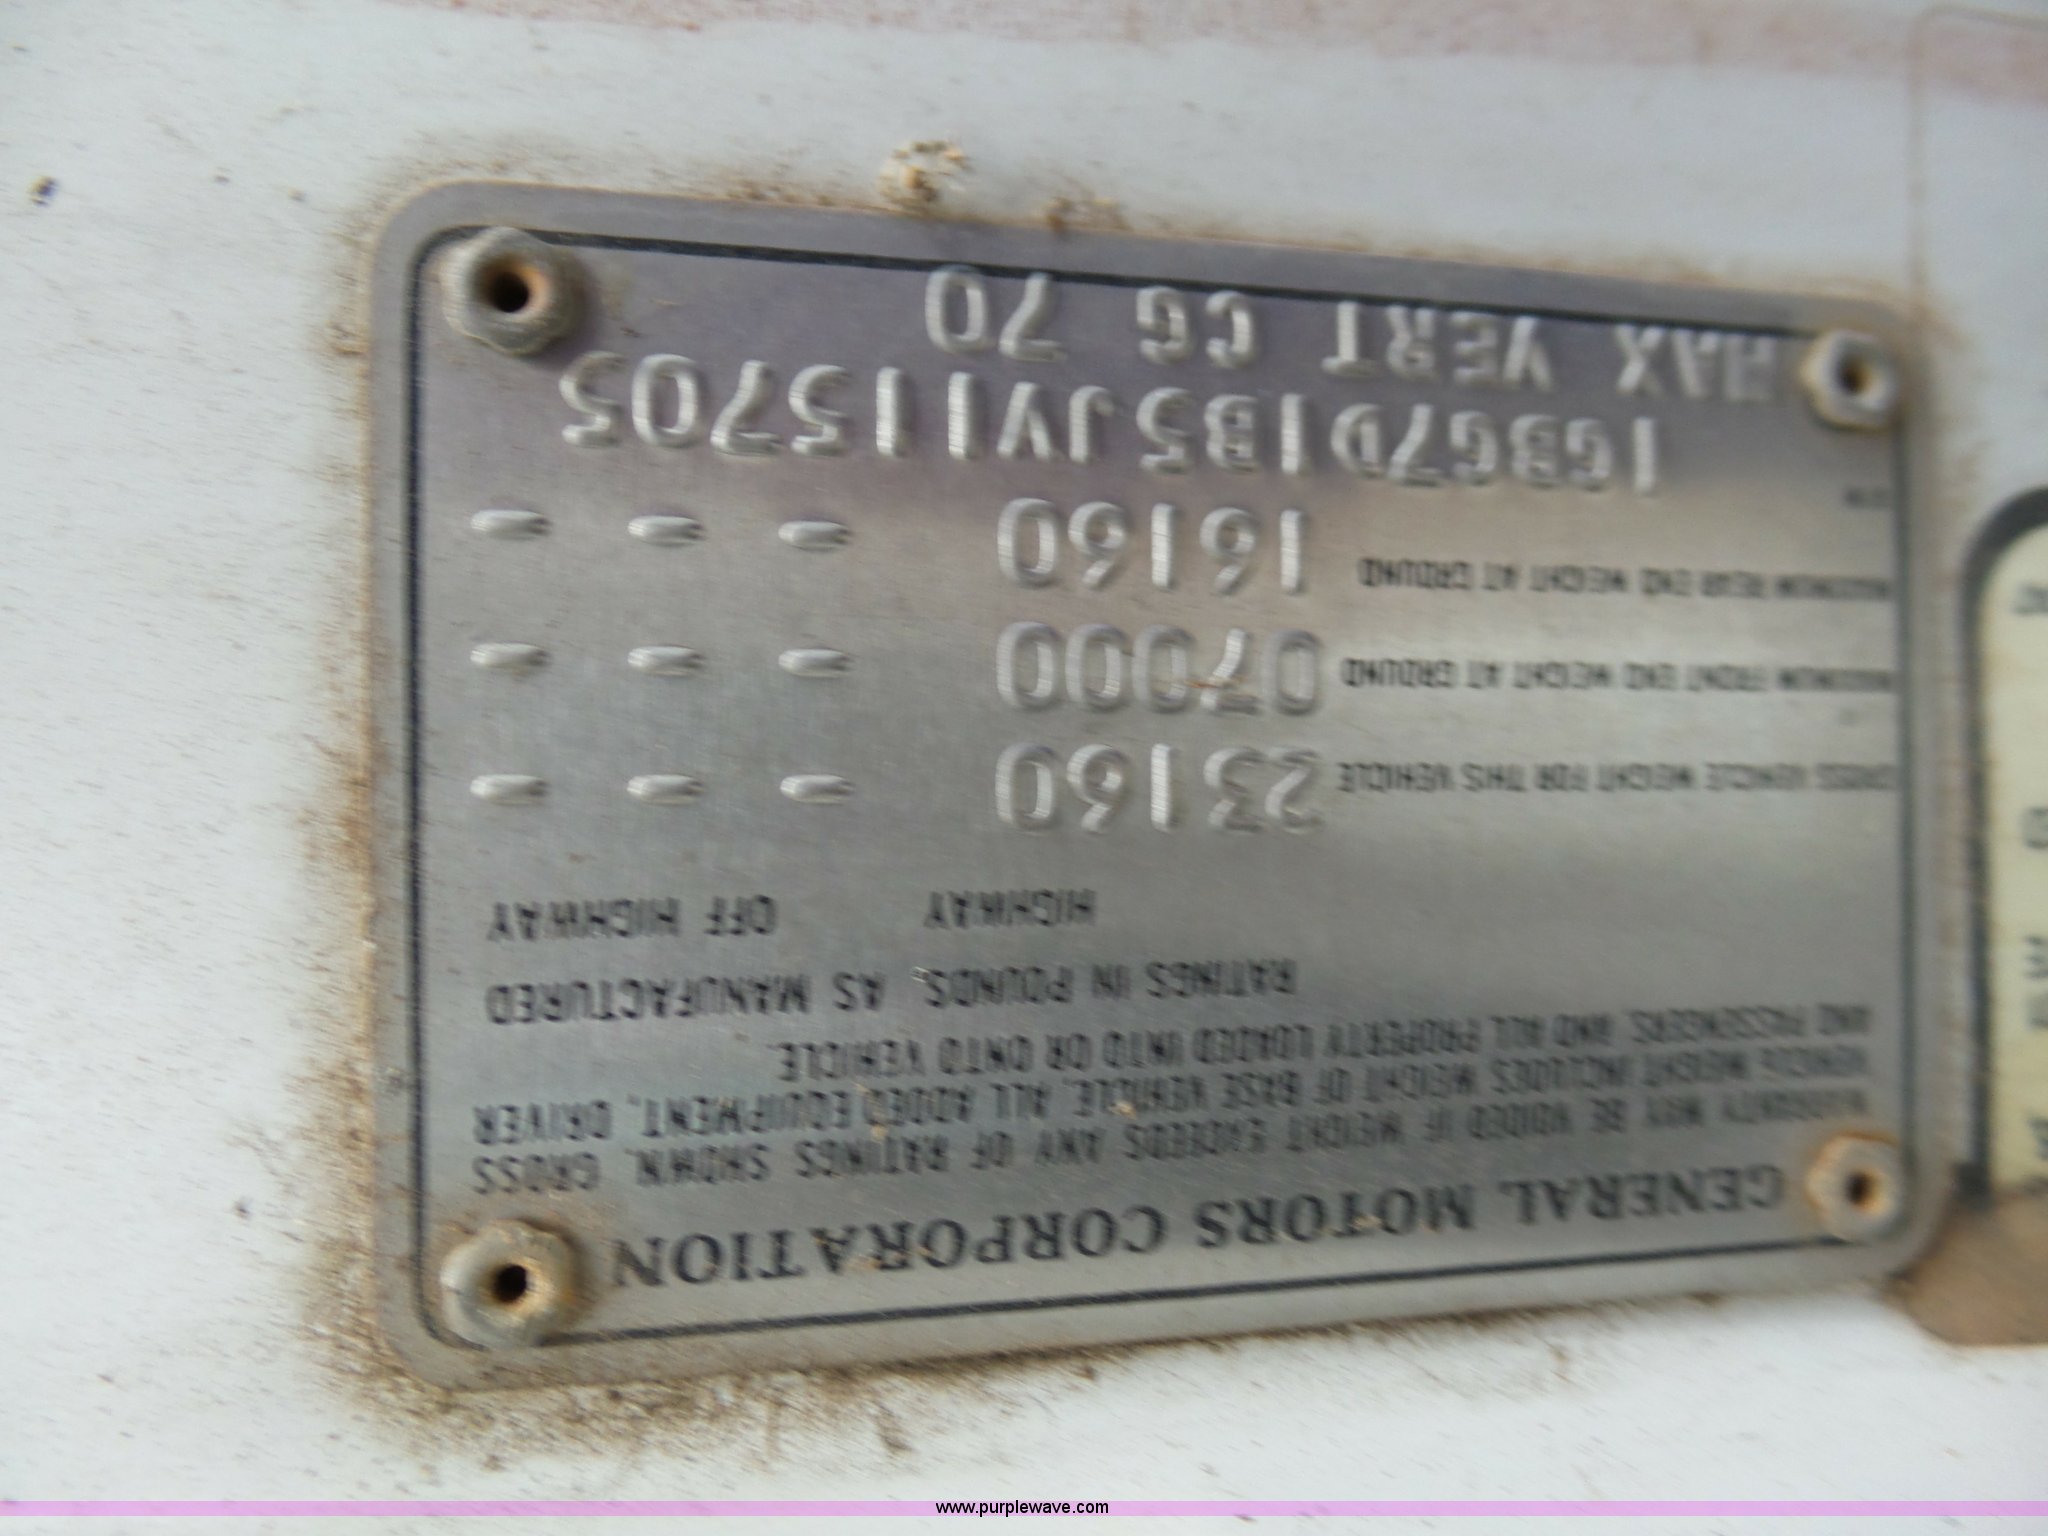 GENERAL MOTORS CORPORATION
WARRANTY MAY BE VOIDED IF WEIGHT EXCEEDS ANY OF RATINGS SHOWN. GROSS
VEHICLE WEIGHT INCLUDES WEIGHT OF BASE VEHICLE, ALL ADDED EQUIPMENT, DRIVER
AND PASSENGERS, AND ALL PROPERTY LOADED INTO OR ONTO VEHICLE.
RATINGS IN POUNDS, AS MANUFACTURED
HIGHWAY OFF HIGHWAY
GROSS VEHICLE WEIGHT FOR THIS VEHICLE 23160 - - -
MAXIMUM FRONT END WEIGHT AT GROUND 07000 - - -
MAXIMUM REAR END WEIGHT AT GROUND 16160 - - -
1GBG7D1B5JV115705
MAX VERT CG 70
www.purplewave.com